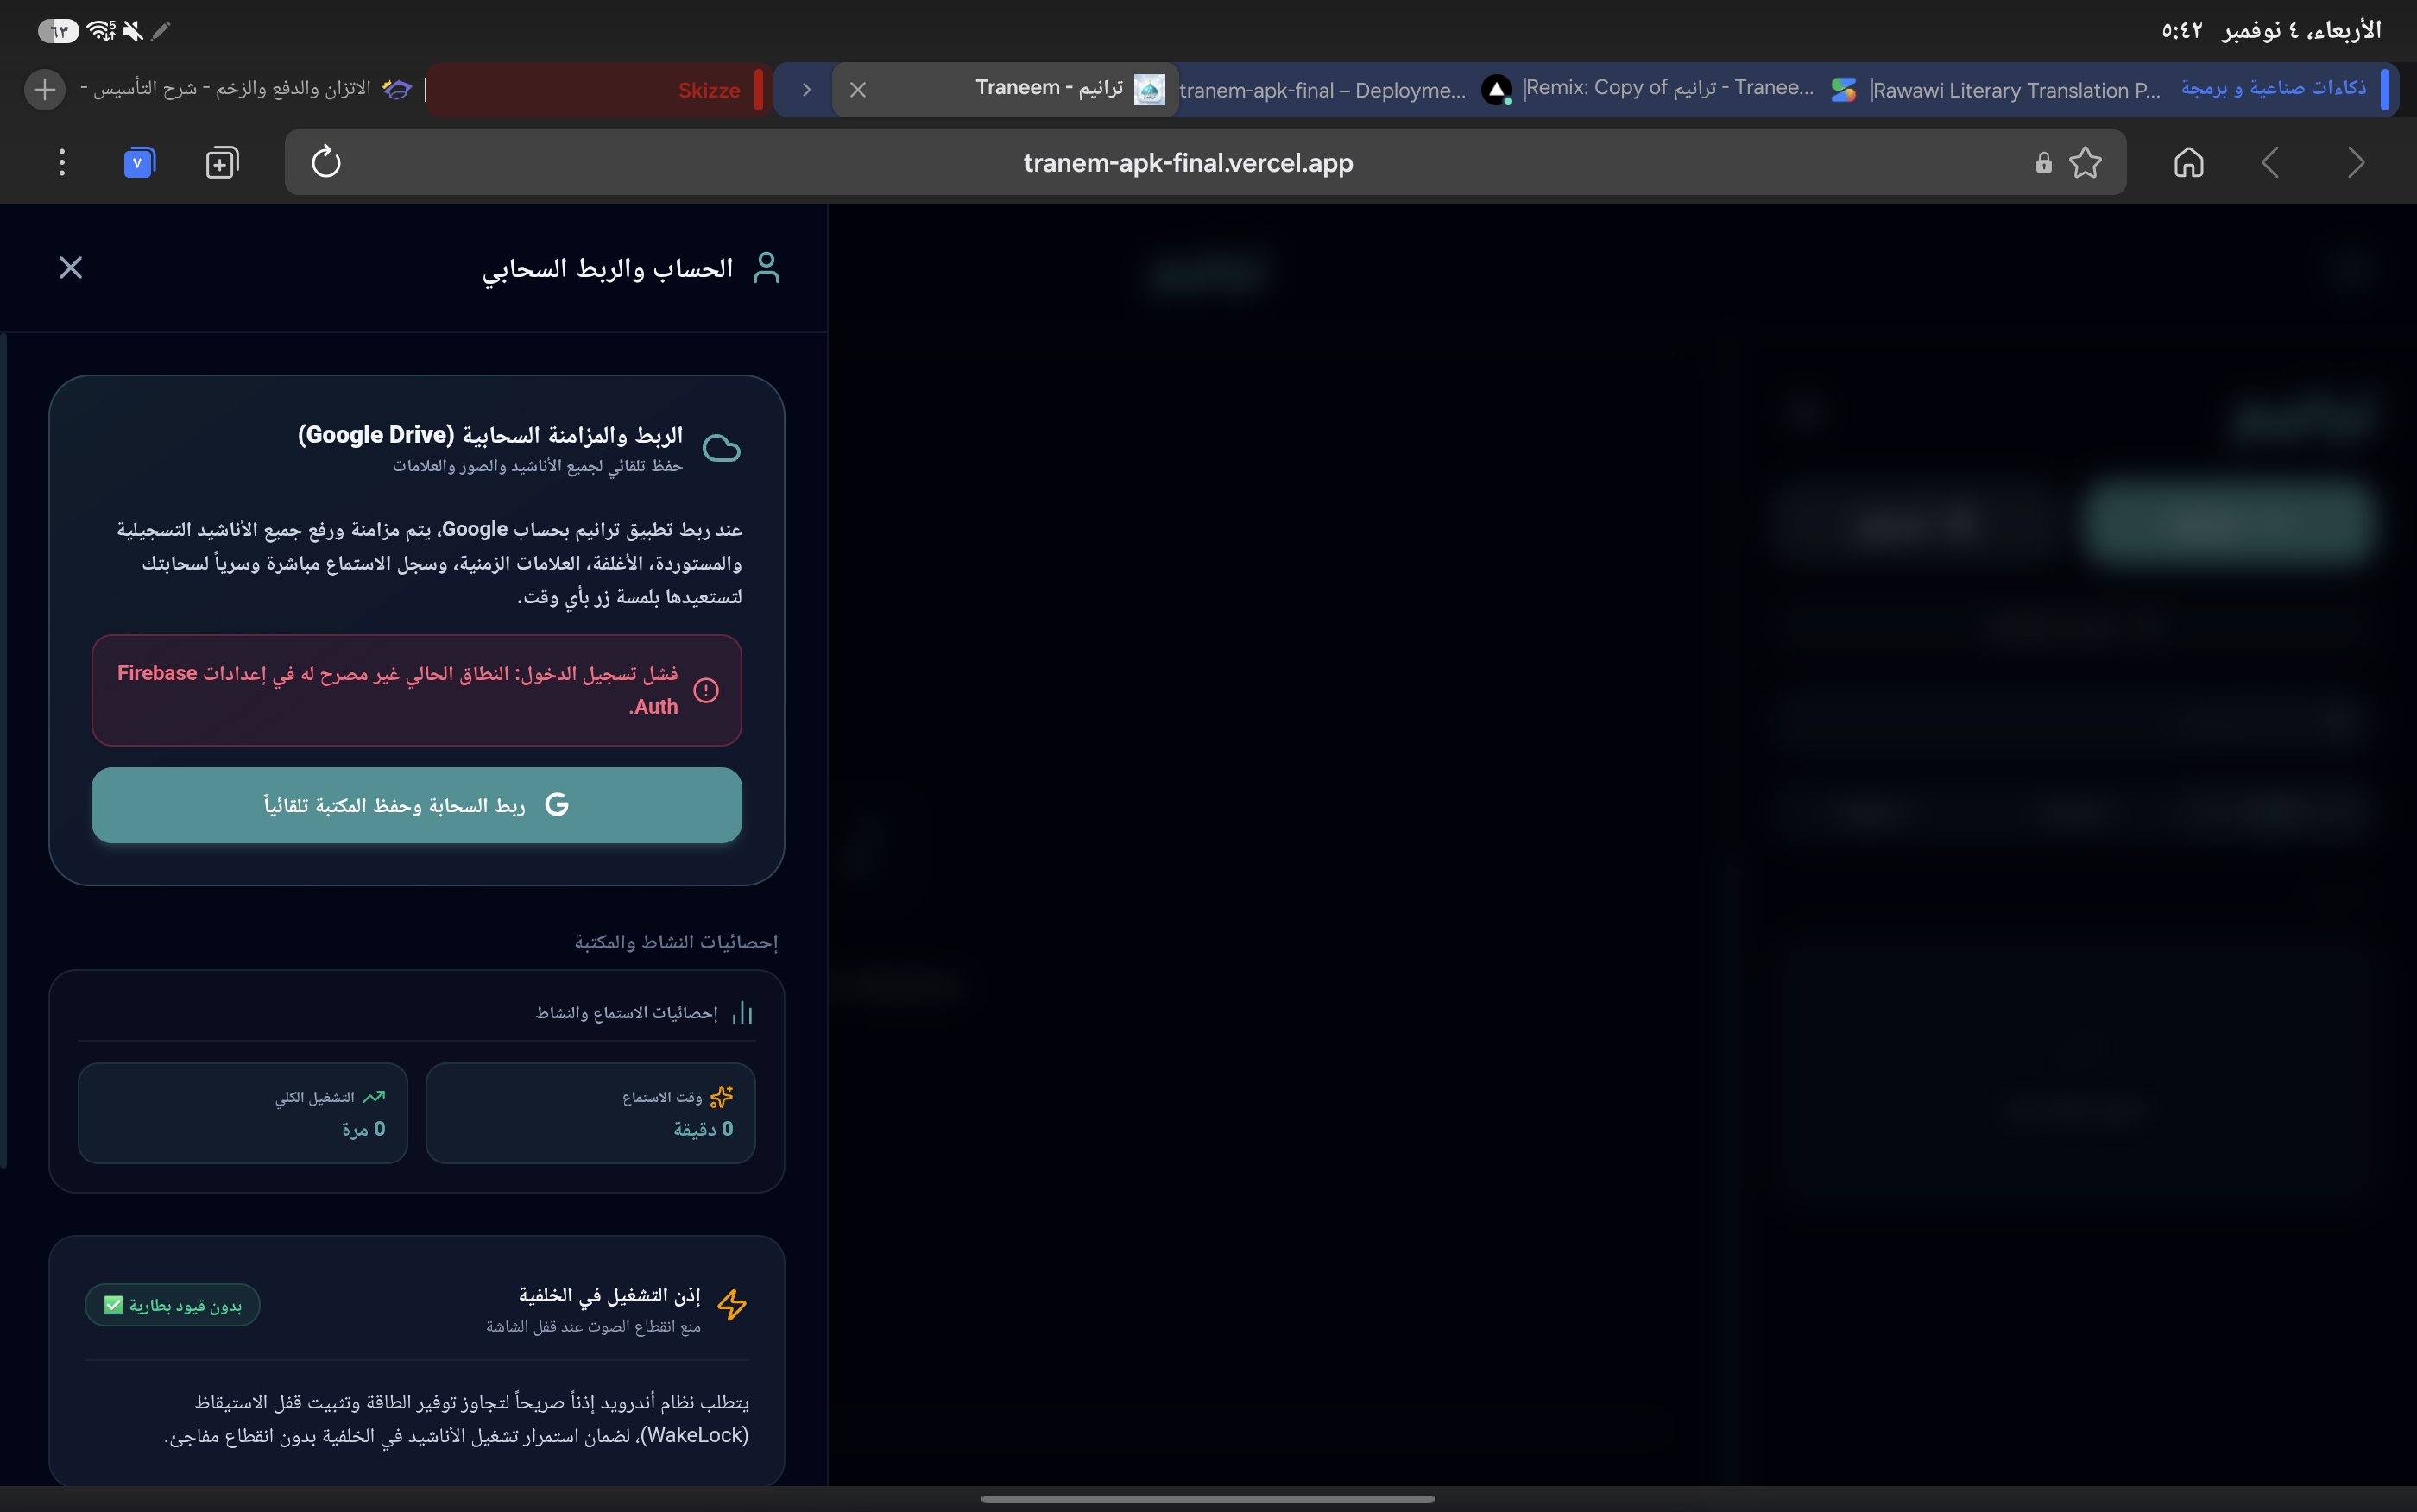 الأربعاء، ٤ نوفمبر ٥:٤٢
٦٣
ذكاءات صناعية و برمجة
Rawawi Literary Translation P...
Remix: Copy of ترانيم - Tranee...
tranem-apk-final – Deployme...
ترانيم - Traneem
Skizze
الاتزان والدفع والزخم - شرح التأسيس -
tranem-apk-final.vercel.app
٧
الحساب والربط السحابي
الربط والمزامنة السحابية (Google Drive)
حفظ تلقائي لجميع الأناشيد والصور والعلامات
عند ربط تطبيق ترانيم بحساب Google، يتم مزامنة ورفع جميع الأناشيد التسجيلية
والمستوردة، الأغلفة، العلامات الزمنية، وسجل الاستماع مباشرة وسرياً لسحابتك
لتستعيدها بلمسة زر بأي وقت.
فشل تسجيل الدخول: النطاق الحالي غير مصرح له في إعدادات Firebase
Auth.
G ربط السحابة وحفظ المكتبة تلقائياً
إحصائيات النشاط والمكتبة
إحصائيات الاستماع والنشاط
وقت الاستماع
0 دقيقة
التشغيل الكلي
0 مرة
إذن التشغيل في الخلفية
منع انقطاع الصوت عند قفل الشاشة
بدون قيود بطارية ✅
يتطلب نظام أندرويد إذناً صريحاً لتجاوز توفير الطاقة وتثبيت قفل الاستيقاظ
(WakeLock)، لضمان استمرار تشغيل الأناشيد في الخلفية بدون انقطاع مفاجئ.